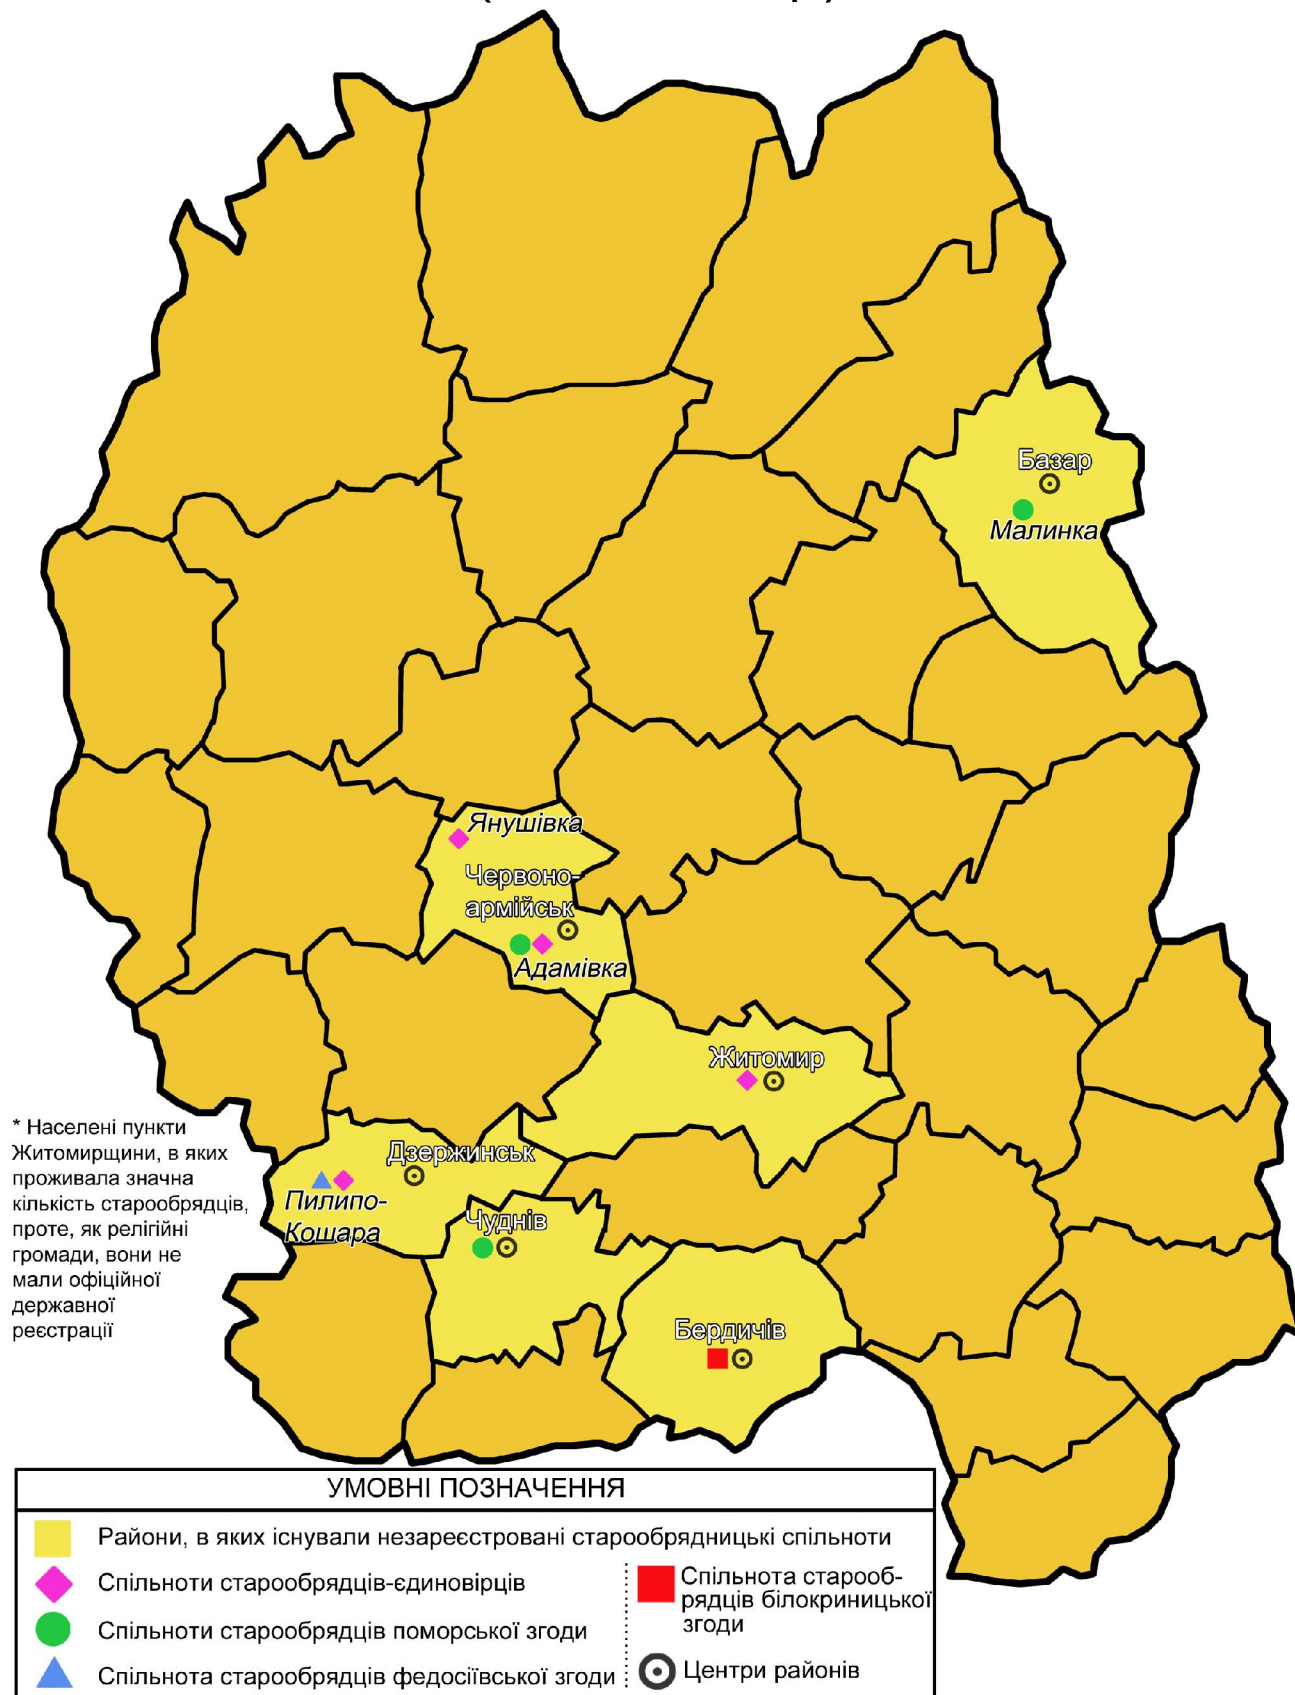 Базар
Малинка
Янушівка
Червоно-
армійськ
Адамівка
Житомир
* Населені пункти
Житомирщини, в яких
проживала значна
кількість старообрядців,
проте, як релігійні
громади, вони не
мали офіційної
державної
реєстрації
Дзержинськ
Пилипо-
Кошара
Чуднів
Бердичів
УМОВНІ ПОЗНАЧЕННЯ
Райони, в яких існували незареєстровані старообрядницькі спільноти
Спільноти старообрядців-єдиновірців
Спільноти старообрядців поморської згоди
Спільнота старообрядців федосіївської згоди
Спільнота старооб-
рядців білокриницької
згоди
Центри районів